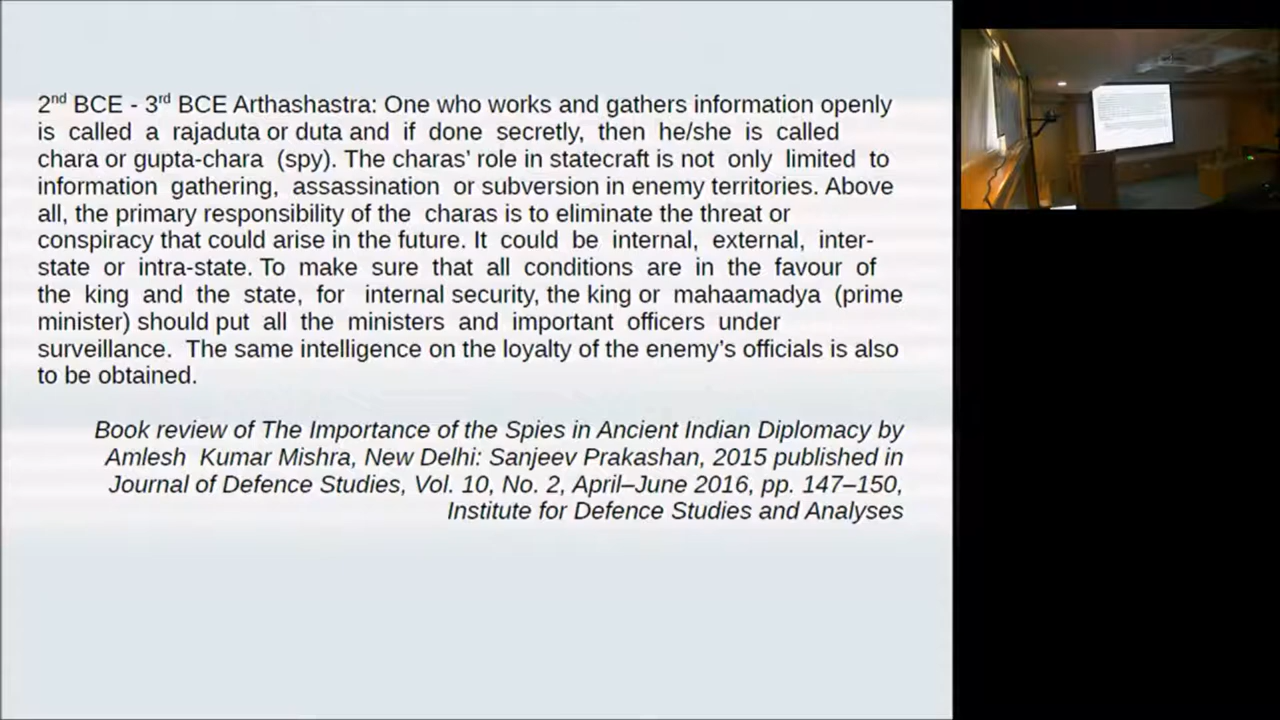 2nd BCE - 3rd BCE Arthashastra: One who works and gathers information openly
is called a rajaduta or duta and if done secretly, then he/she is called
chara or gupta-chara (spy). The charas' role in statecraft is not only limited to
information gathering, assassination or subversion in enemy territories. Above
all, the primary responsibility of the charas is to eliminate the threat or
conspiracy that could arise in the future. It could be internal, external, inter-
state or intra-state. To make sure that all conditions are in the favour of
the king and the state, for internal security, the king or mahaamadya (prime
minister) should put all the ministers and important officers under
surveillance. The same intelligence on the loyalty of the enemy's officials is also
to be obtained.
Book review of The Importance of the Spies in Ancient Indian Diplomacy by
Amlesh Kumar Mishra, New Delhi: Sanjeev Prakashan, 2015 published in
Journal of Defence Studies, Vol. 10, No. 2, April–June 2016, pp. 147–150,
Institute for Defence Studies and Analyses